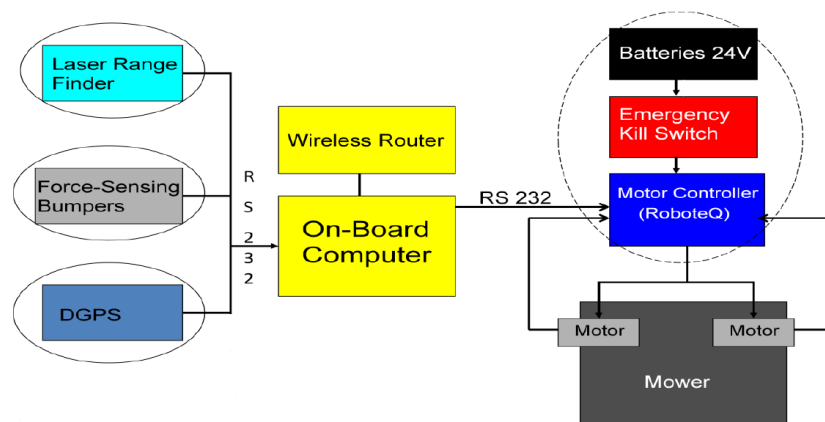 Laser Range
Finder
Force-Sensing
Bumpers
DGPS
R
S
2
3
2
Wireless Router
On-Board
Computer
RS 232
Batteries 24V
Emergency
Kill Switch
Motor Controller
(RoboteQ)
Motor
Motor
Mower